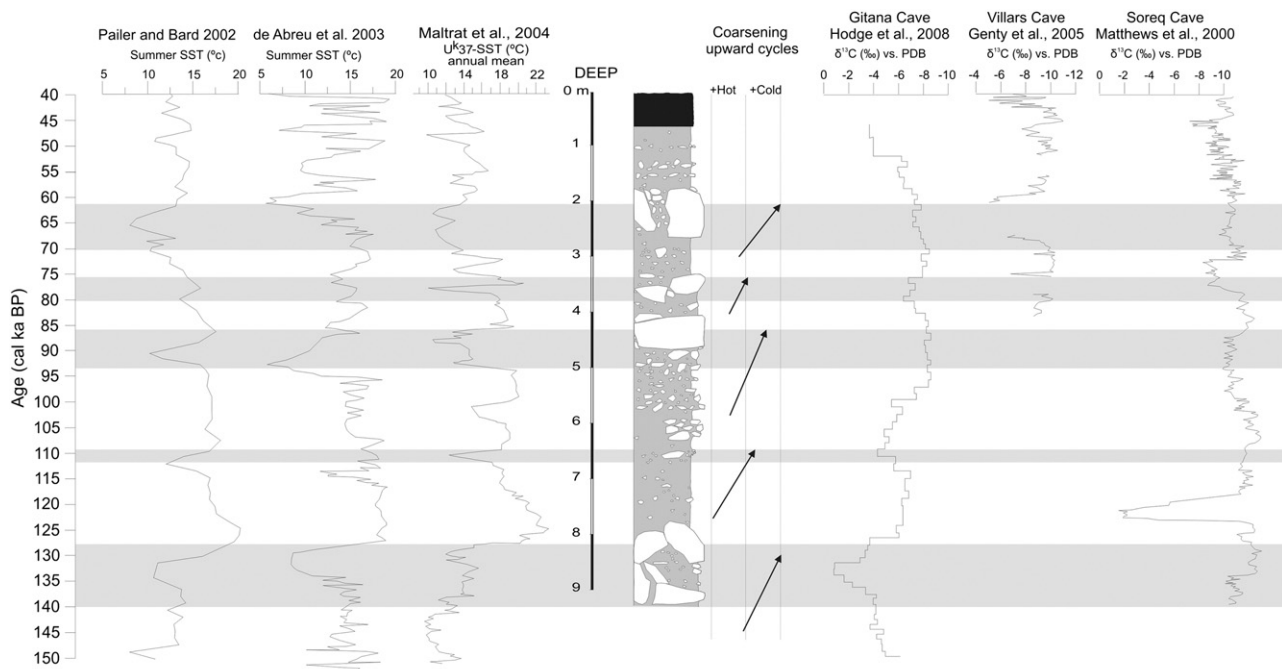 Pailer and Bard 2002
Summer SST (ºc)
5 10 15 20 25
de Abreu et al. 2003
Summer SST (ºc)
5 10 15 20
Maltrat et al., 2004
Uᵏ37-SST (ºC)
annual mean
10 14 18 22
DEEP
0 m
1
2
3
4
5
6
7
8
9
Coarsening
upward cycles
+Hot +Cold
Gitana Cave
Hodge et al., 2008
δ¹³C (‰) vs. PDB
0 -2 -4 -6 -8 -10
Villars Cave
Genty et al., 2005
δ¹³C (‰) vs. PDB
-4 -6 -8 -10 -12
Soreq Cave
Matthews et al., 2000
δ¹³C (‰) vs. PDB
0 -2 -4 -6 -8 -10
Age (cal ka BP)
40
45
50
55
60
65
70
75
80
85
90
95
100
105
110
115
120
125
130
135
140
145
150